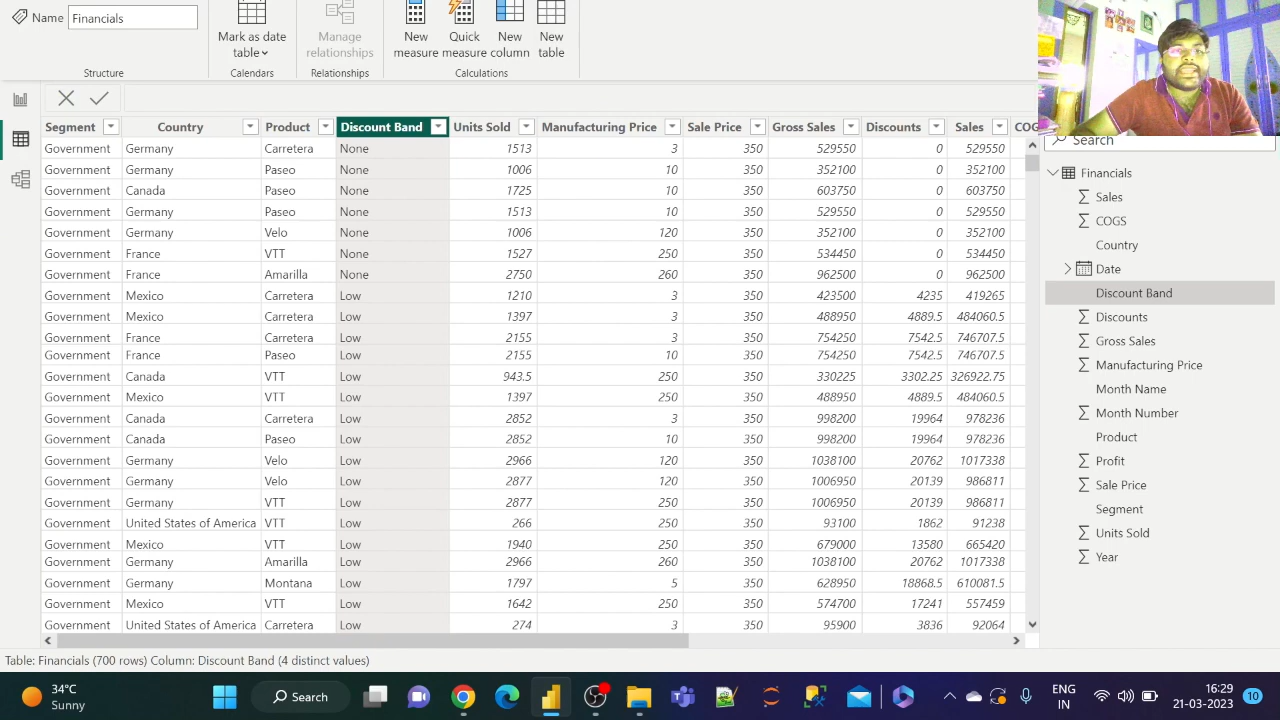 Name Financials
Mark as date
table
Manage
relationships
New
measure
Quick
measure
New
column
New
table
Structure
Calendars
Relationships
Calculations
Segment Country Product Discount Band Units Sold Manufacturing Price Sale Price Gross Sales Discounts Sales COG
Government Germany Carretera None 1513 3 350 529550 0 529550
Government Germany Paseo None 1006 10 350 352100 0 352100
Government Canada Paseo None 1725 10 350 603750 0 603750
Government Germany Paseo None 1513 10 350 529550 0 529550
Government Germany Velo None 1006 120 350 352100 0 352100
Government France VTT None 1527 250 350 534450 0 534450
Government France Amarilla None 2750 260 350 962500 0 962500
Government Mexico Carretera Low 1210 3 350 423500 4235 419265
Government Mexico Carretera Low 1397 3 350 488950 4889.5 484060.5
Government France Carretera Low 2155 3 350 754250 7542.5 746707.5
Government France Paseo Low 2155 10 350 754250 7542.5 746707.5
Government Canada VTT Low 943.5 250 350 330225 3302.25 326922.75
Government Mexico VTT Low 1397 250 350 488950 4889.5 484060.5
Government Canada Carretera Low 2852 3 350 998200 19964 978236
Government Canada Paseo Low 2852 10 350 998200 19964 978236
Government Germany Velo Low 2966 120 350 1038100 20762 1017338
Government Germany Velo Low 2877 120 350 1006950 20139 986811
Government Germany VTT Low 2877 250 350 1006950 20139 986811
Government United States of America VTT Low 266 250 350 93100 1862 91238
Government Mexico VTT Low 1940 250 350 679000 13580 665420
Government Germany Amarilla Low 2966 260 350 1038100 20762 1017338
Government Germany Montana Low 1797 5 350 628950 18868.5 610081.5
Government Mexico VTT Low 1642 250 350 574700 17241 557459
Government United States of America Carretera Low 274 3 350 95900 3836 92064
Search
Financials
Sales
COGS
Country
Date
Discount Band
Discounts
Gross Sales
Manufacturing Price
Month Name
Month Number
Product
Profit
Sale Price
Segment
Units Sold
Year
Table: Financials (700 rows) Column: Discount Band (4 distinct values)
34°C
Sunny
Search
ENG
IN
16:29
21-03-2023
10